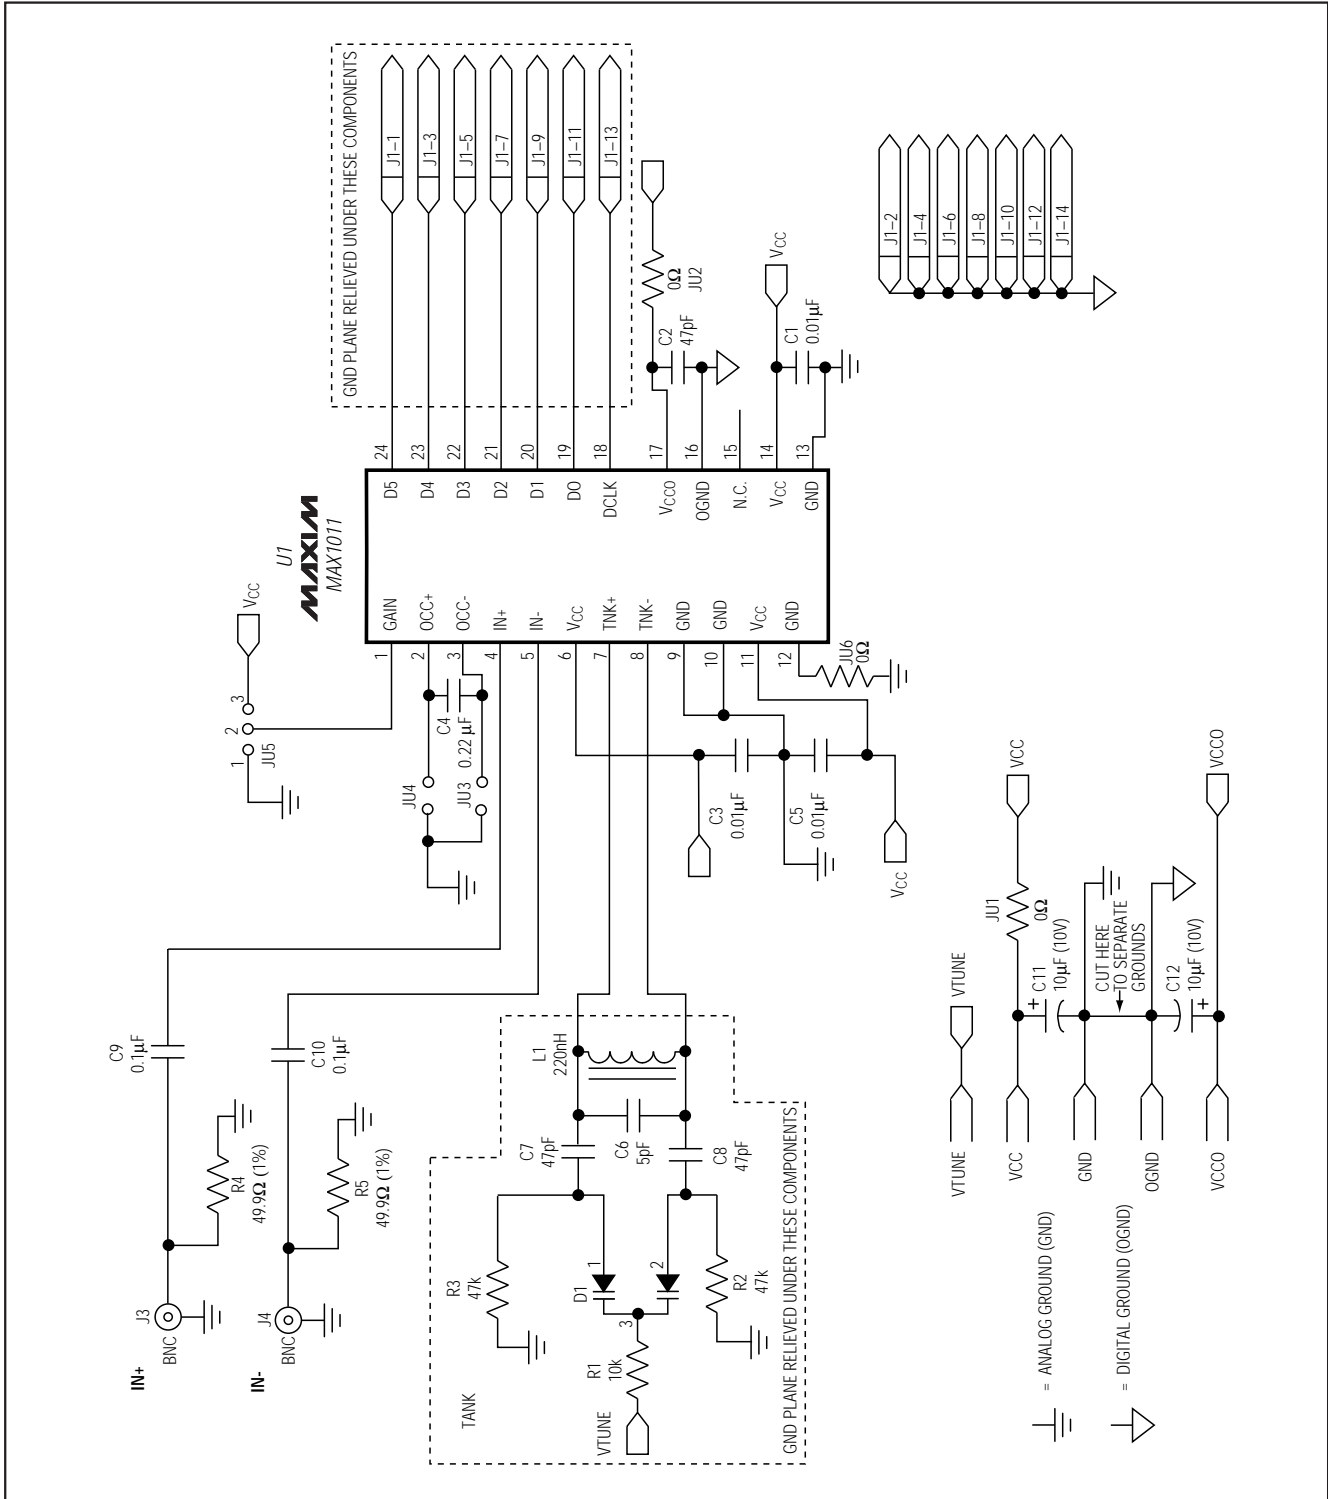 GND PLANE RELIEVED UNDER THESE COMPONENTS
J1–1
J1–3
J1–5
J1–7
J1–9
J1–11
J1–13
0Ω
JU2
C2
47pF
VCC
C1
0.01µF
J1–2
J1–4
J1–6
J1–8
J1–10
J1–12
J1–14
24
23
22
21
20
19
18
17
16
15
14
13
D5
D4
D3
D2
D1
D0
DCLK
VCCO
OGND
N.C.
VCC
GND
U1
MAXIM
MAX1011
GAIN
OCC+
OCC-
IN+
IN-
VCC
TNK+
TNK-
GND
GND
VCC
GND
1
2
3
4
5
6
7
8
9
10
11
12
VCC
3
2
1
JU5
C4
0.22 µF
JU4
JU3
JU6
0Ω
C3
0.01µF
C5
0.01µF
VCC
C9
0.1µF
C10
0.1µF
R4
49.9Ω (1%)
R5
49.9Ω (1%)
J3
BNC
IN+
J4
BNC
IN-
L1
220nH
C7
47pF
C6
5pF
C8
47pF
R3
47k
D1
1
2
3
R2
47k
R1
10k
VTUNE
TANK
GND PLANE RELIEVED UNDER THESE COMPONENTS
VTUNE
VTUNE
VCC
JU1
0Ω
VCC
C11
10µF (10V)
+
GND
CUT HERE
TO SEPARATE
GROUNDS
OGND
C12
10µF (10V)
+
VCCO
VCCO
= ANALOG GROUND (GND)
= DIGITAL GROUND (OGND)